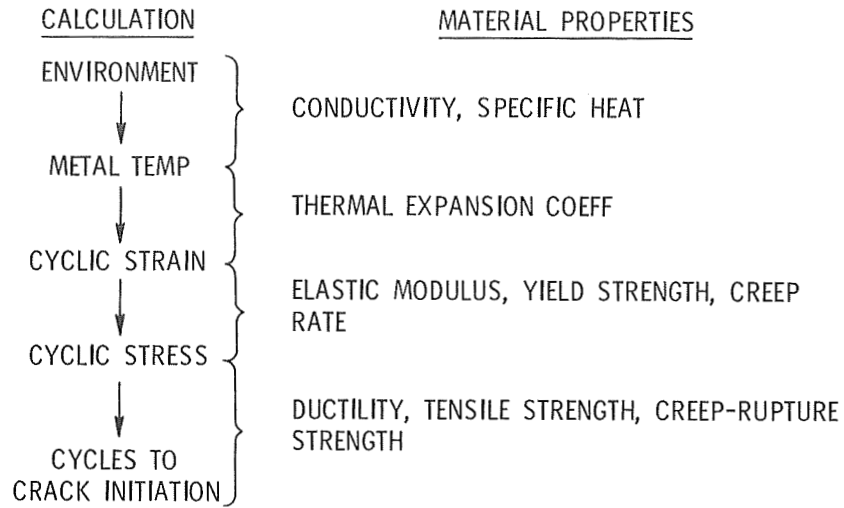 CALCULATION
MATERIAL PROPERTIES
ENVIRONMENT
CONDUCTIVITY, SPECIFIC HEAT
METAL TEMP
THERMAL EXPANSION COEFF
CYCLIC STRAIN
ELASTIC MODULUS, YIELD STRENGTH, CREEP
RATE
CYCLIC STRESS
DUCTILITY, TENSILE STRENGTH, CREEP-RUPTURE
STRENGTH
CYCLES TO
CRACK INITIATION